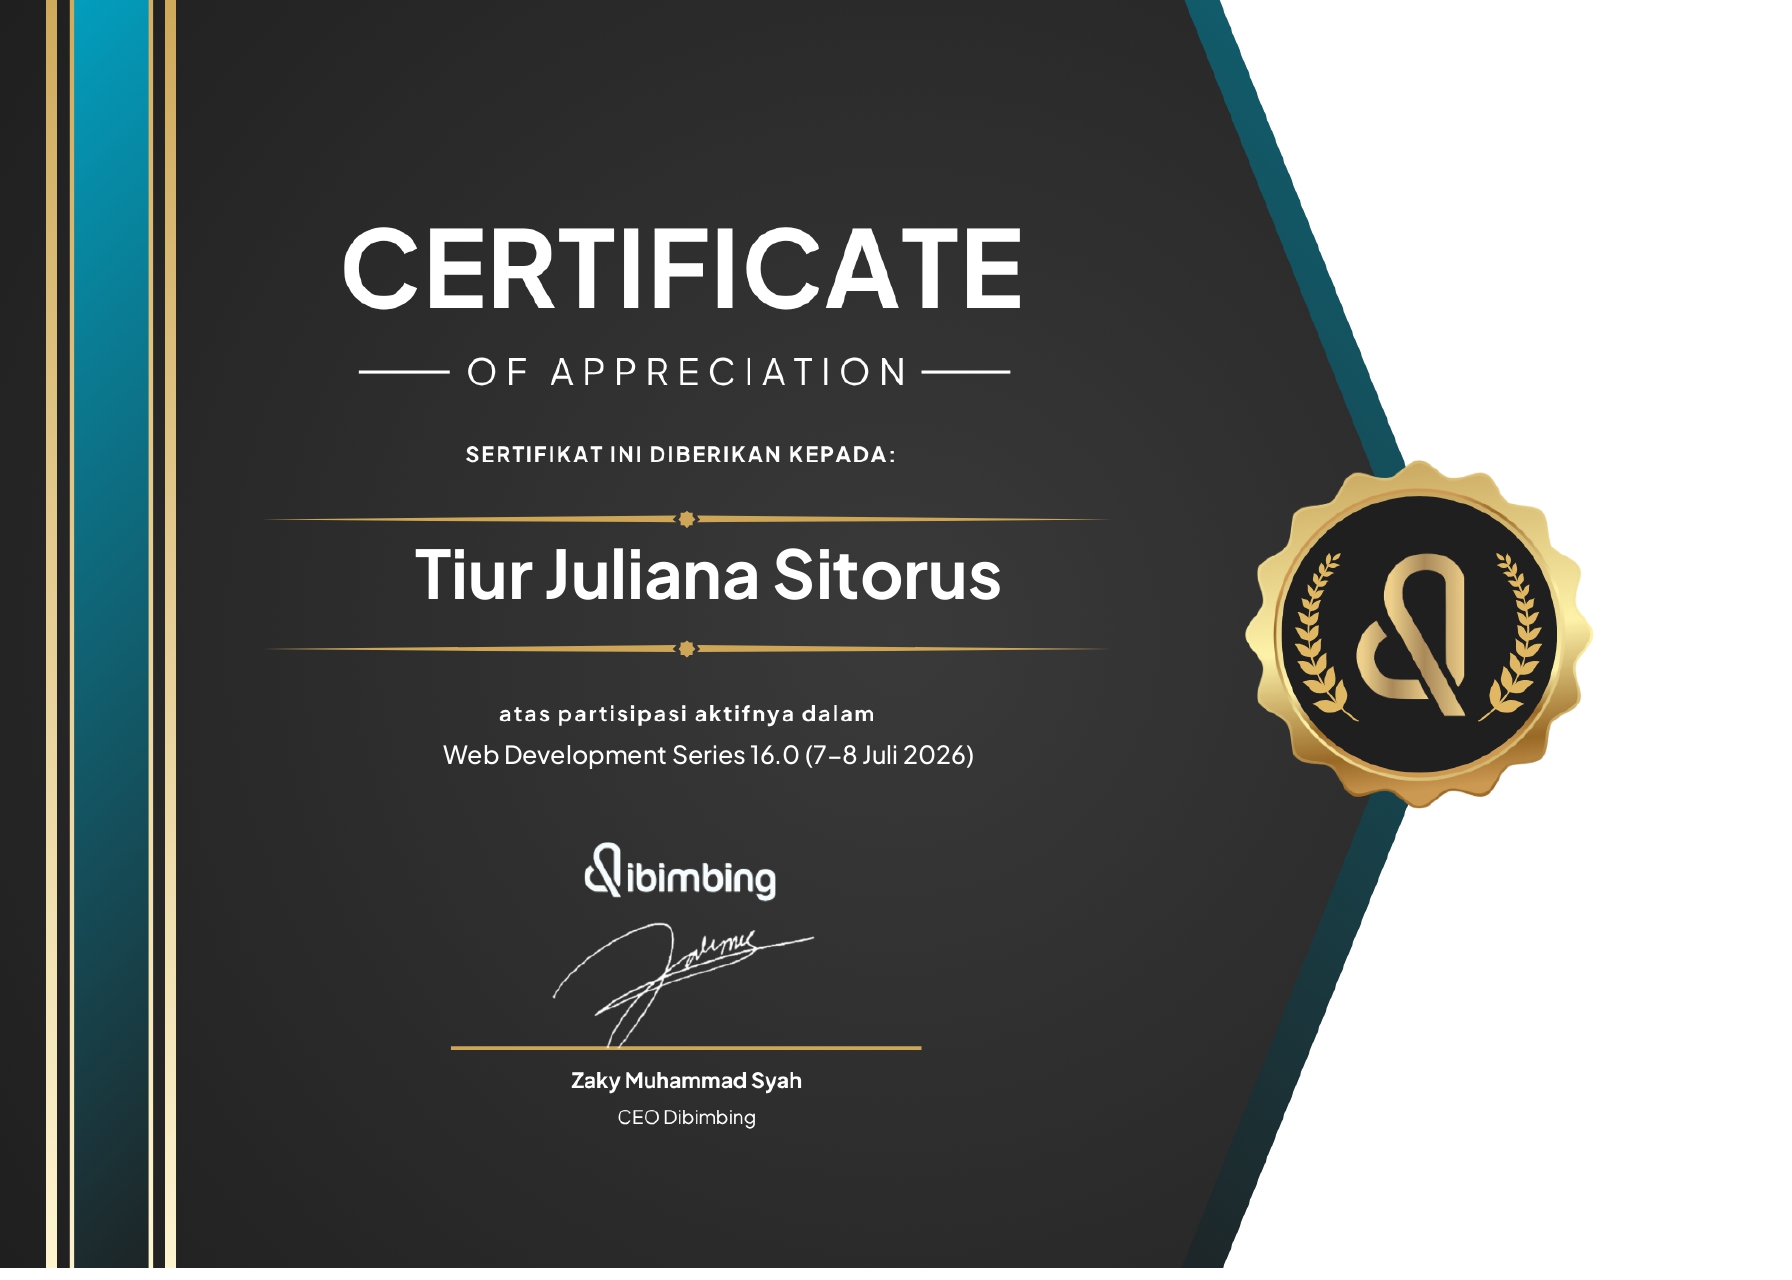 CERTIFICATE
OF APPRECIATION
SERTIFIKAT INI DIBERIKAN KEPADA:
Tiur Juliana Sitorus
atas partisipasi aktifnya dalam
Web Development Series 16.0 (7–8 Juli 2026)
dibimbing
Zaky Muhammad Syah
CEO Dibimbing